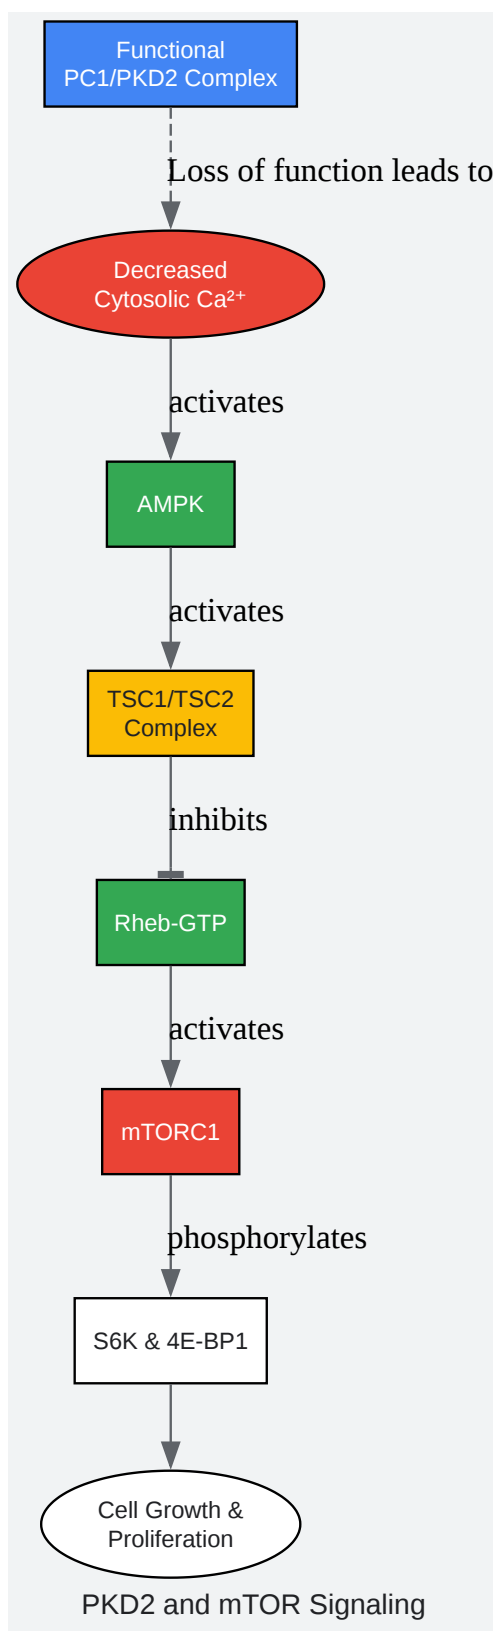 Functional
PC1/PKD2 Complex
Loss of function leads to
Decreased
Cytosolic Ca²⁺
activates
AMPK
activates
TSC1/TSC2
Complex
inhibits
Rheb-GTP
activates
mTORC1
phosphorylates
S6K & 4E-BP1
Cell Growth &
Proliferation
PKD2 and mTOR Signaling